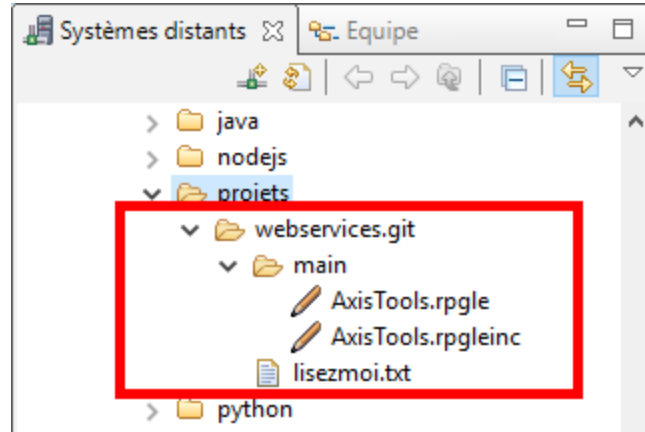 Systèmes distants Equipe
java
nodejs
projets
webservices.git
main
AxisTools.rpgle
AxisTools.rpgleinc
lisezmoi.txt
python